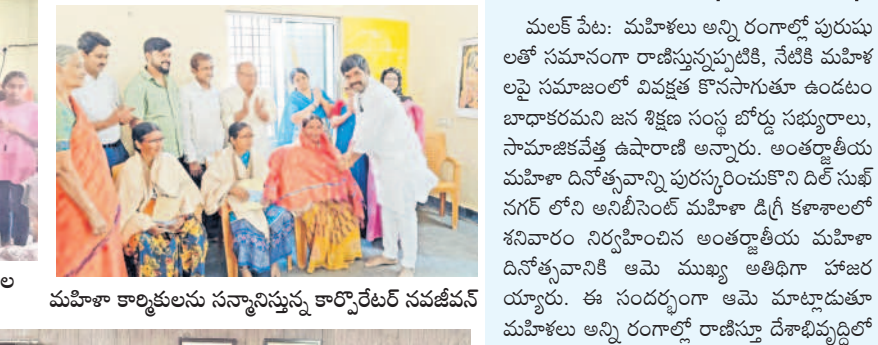 ల
మహిళా కార్మికులను సన్మానిస్తున్న కార్పొరేటర్ నవజీవన్
మలక్ పేట: మహిళలు అన్ని రంగాల్లో పురుషు
లతో సమానంగా రాణిస్తున్నప్పటికి, నేటికి మహిళ
లపై సమాజంలో వివక్షత కొనసాగుతూ ఉండటం
బాధాకరమని జన శిక్షణ సంస్థ బోర్డు సభ్యురాలు,
సామాజికవేత్త ఉషారాణి అన్నారు. అంతర్జాతీయ
మహిళా దినోత్సవాన్ని పురస్కరించుకొని దిల్ సుఖ్
నగర్ లోని అనిబీసెంట్ మహిళా డిగ్రీ కళాశాలలో
శనివారం నిర్వహించిన అంతర్జాతీయ మహిళా
దినోత్సవానికి ఆమె ముఖ్య అతిథిగా హాజర
య్యారు. ఈ సందర్భంగా ఆమె మాట్లాడుతూ
మహిళలు అన్ని రంగాల్లో రాణిస్తూ దేశాభివృద్ధిలో